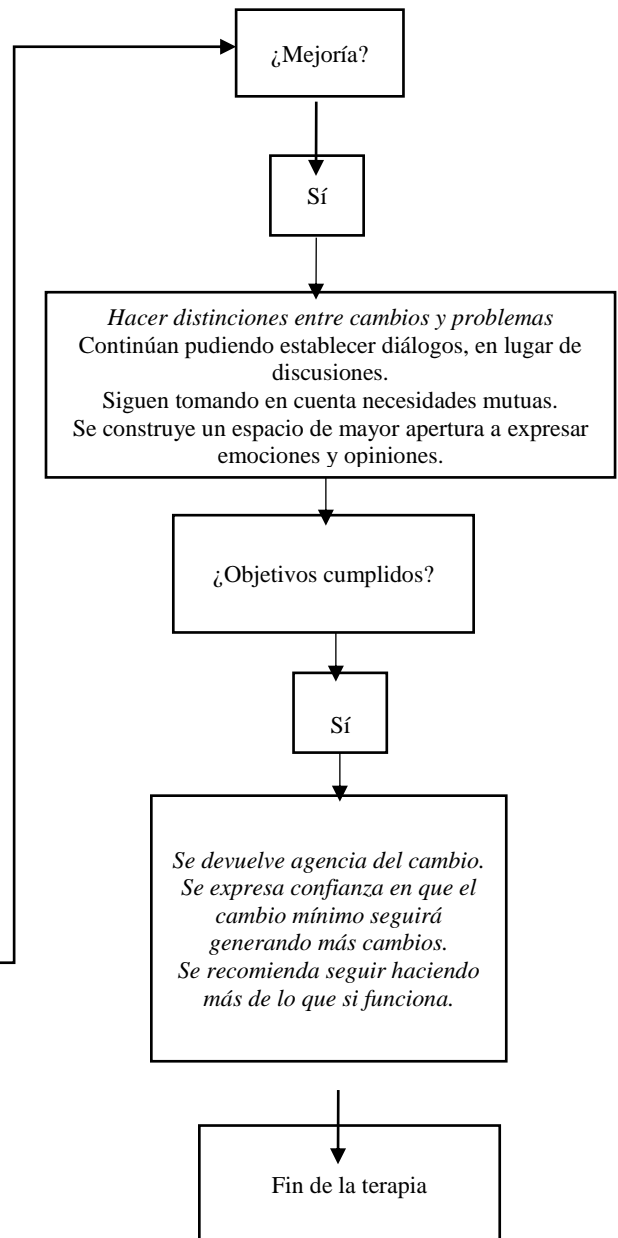 ¿Mejoría?
Sí
Hacer distinciones entre cambios y problemas
Continúan pudiendo establecer diálogos, en lugar de
discusiones.
Siguen tomando en cuenta necesidades mutuas.
Se construye un espacio de mayor apertura a expresar
emociones y opiniones.
¿Objetivos cumplidos?
Sí
Se devuelve agencia del cambio.
Se expresa confianza en que el
cambio mínimo seguirá
generando más cambios.
Se recomienda seguir haciendo
más de lo que si funciona.
Fin de la terapia